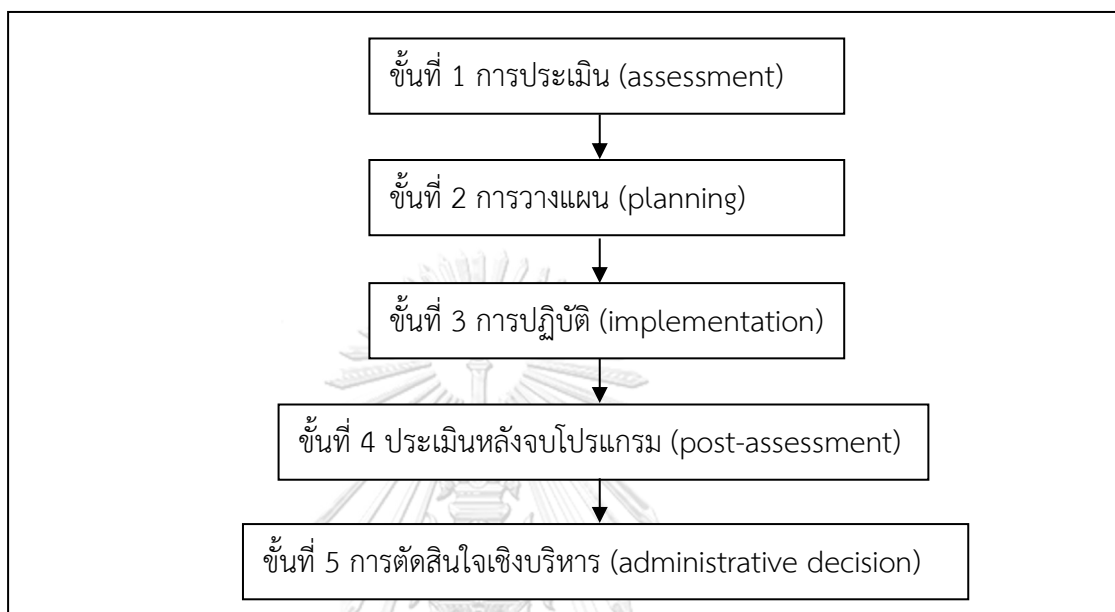 ขั้นที่ 1 การประเมิน (assessment)
ขั้นที่ 2 การวางแผน (planning)
ขั้นที่ 3 การปฏิบัติ (implementation)
ขั้นที่ 4 ประเมินหลังจบโปรแกรม (post-assessment)
ขั้นที่ 5 การตัดสินใจเชิงบริหาร (administrative decision)